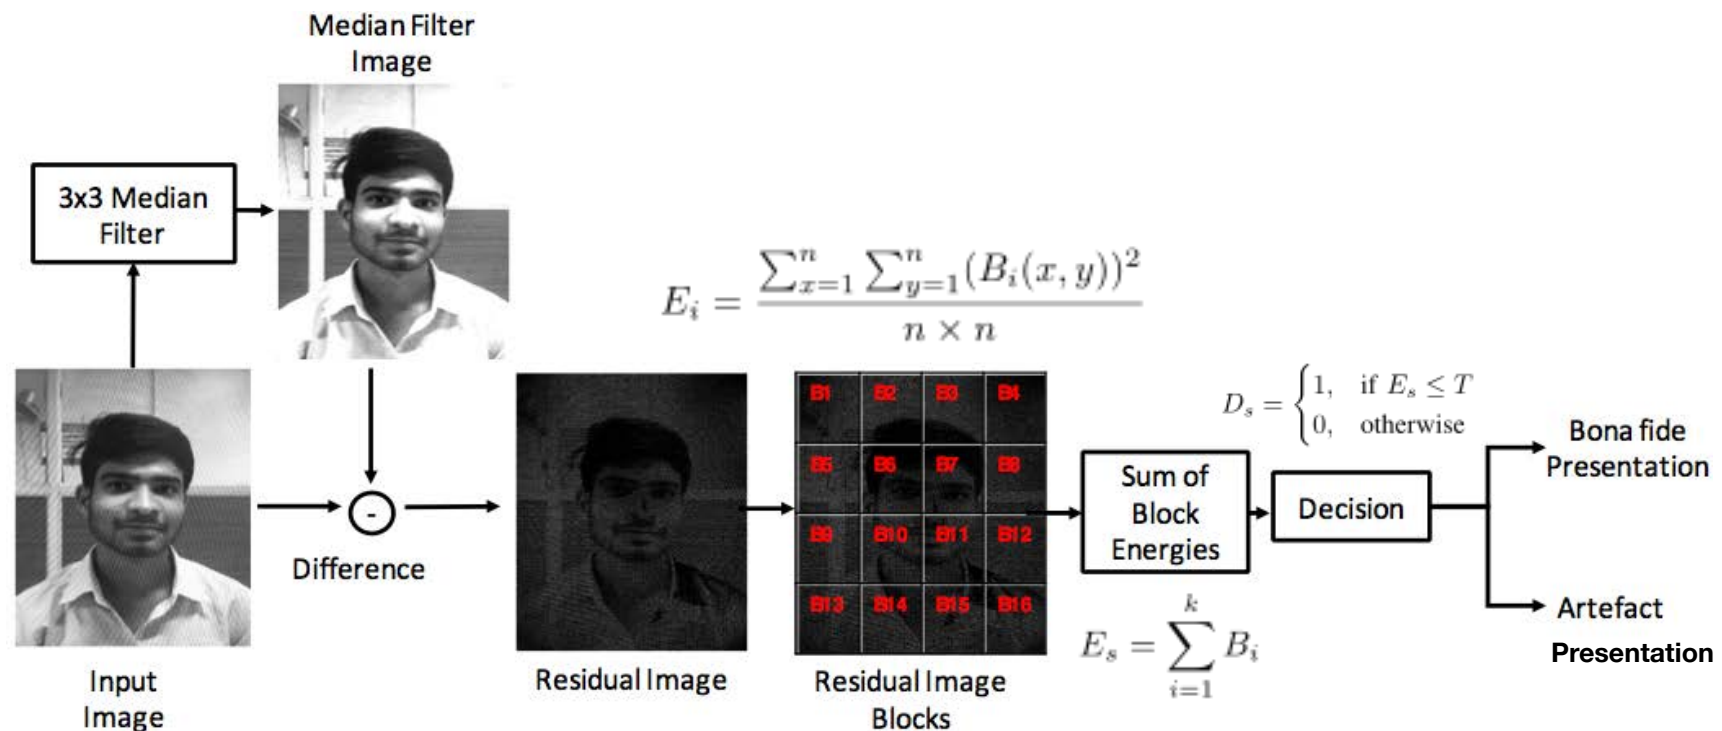 Median Filter
Image
3x3 Median
Filter
Input
Image
-
Difference
Residual Image
E_i = \frac{\sum_{x=1}^{n} \sum_{y=1}^{n} (B_i(x, y))^2}{n \times n}
B1 B2 B3 B4
B5 B6 B7 B8
B9 B10 B11 B12
B13 B14 B15 B16
Residual Image
Blocks
Sum of
Block
Energies
E_s = \sum_{i=1}^{k} B_i
D_s = \begin{cases} 1, & \text{if } E_s \leq T \\ 0, & \text{otherwise} \end{cases}
Decision
Bona fide
Presentation
Artefact
Presentation